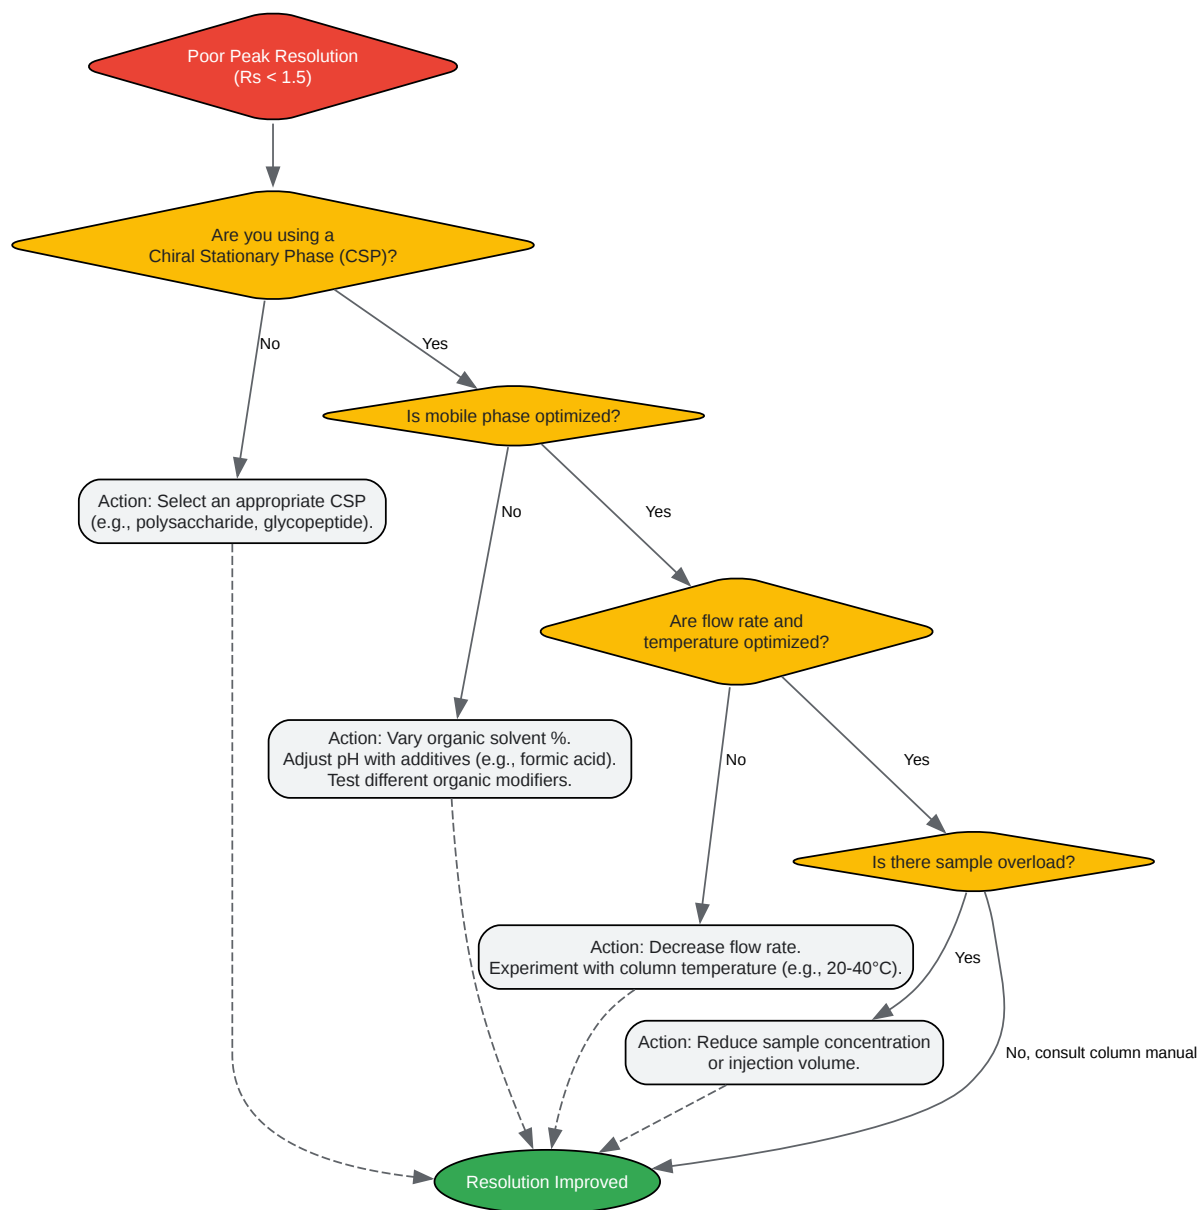 Poor Peak Resolution
(Rs < 1.5)
Are you using a
Chiral Stationary Phase (CSP)?
No
Yes
Is mobile phase optimized?
Action: Select an appropriate CSP
(e.g., polysaccharide, glycopeptide).
No
Yes
Are flow rate and
temperature optimized?
Action: Vary organic solvent %.
Adjust pH with additives (e.g., formic acid).
Test different organic modifiers.
No
Yes
Is there sample overload?
Action: Decrease flow rate.
Experiment with column temperature (e.g., 20-40°C).
Yes
Action: Reduce sample concentration
or injection volume.
No, consult column manual
Resolution Improved